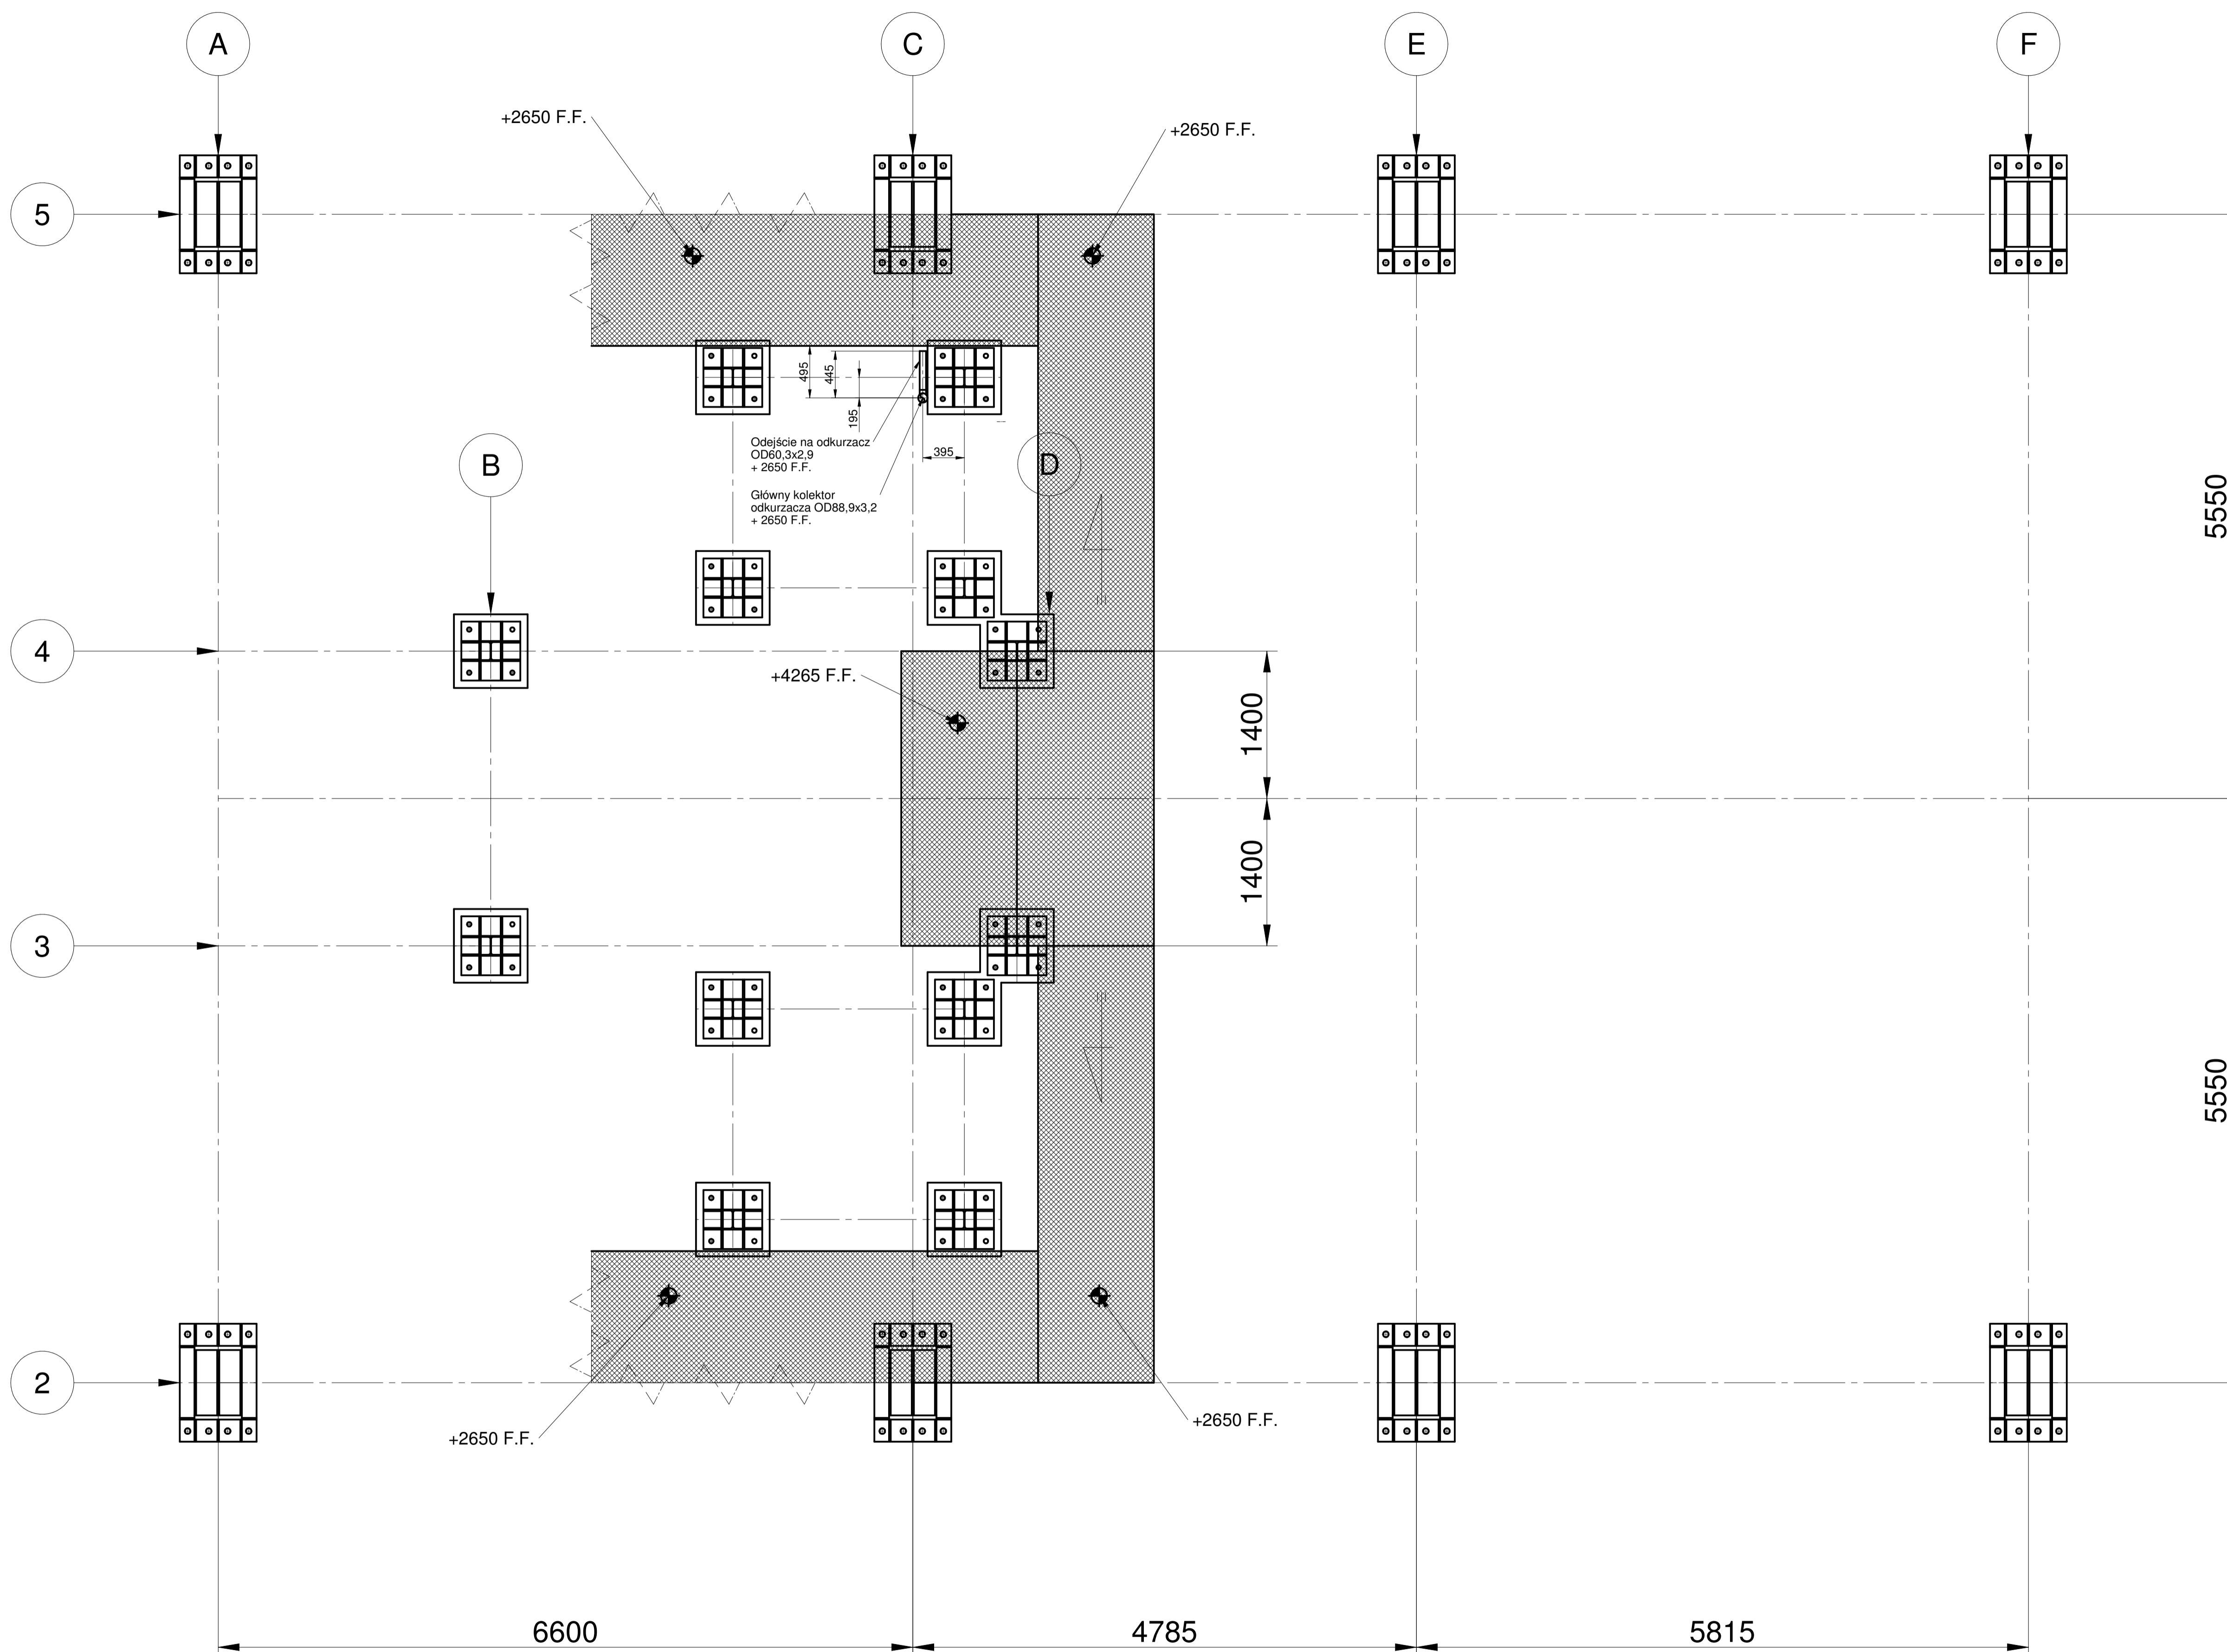 A
C
E
F
+2650 F.F.
+2650 F.F.
5
495
445
195
Odejście na odkurzacz
OD60,3x2,9
+ 2650 F.F.
395
B
D
Główny kolektor
odkurzacza OD88,9x3,2
+ 2650 F.F.
5550
4
+4265 F.F.
1400
1400
3
5550
2
+2650 F.F.
+2650 F.F.
6600
4785
5815